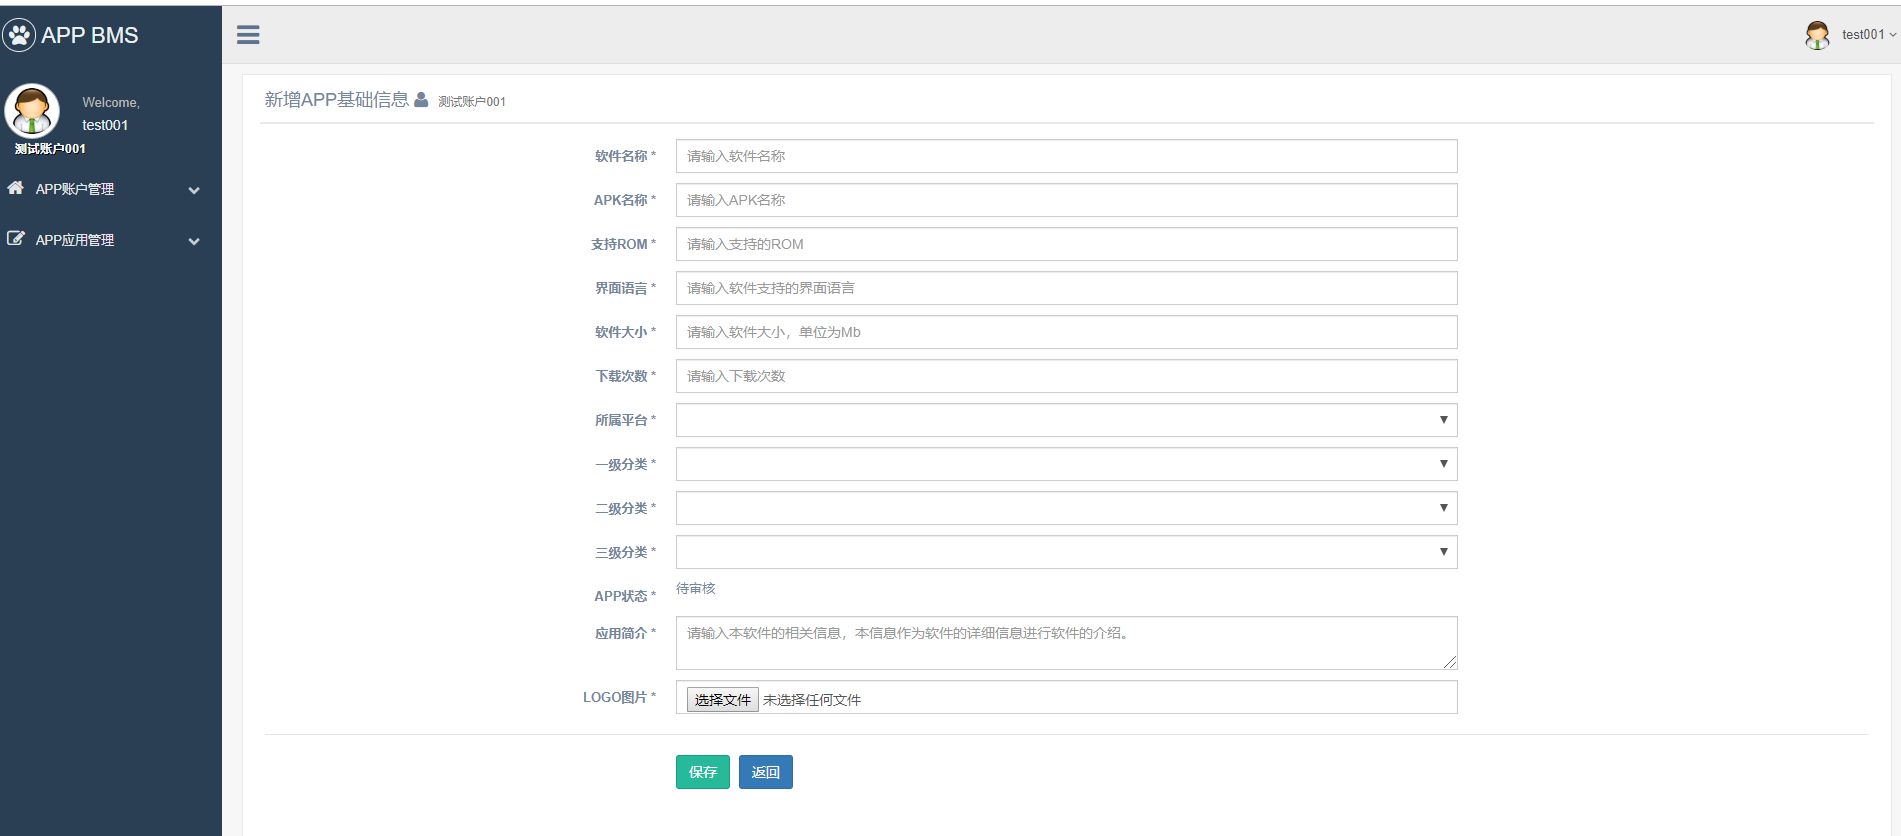 APP BMS
test001
Welcome,
test001
测试账户001
APP账户管理
APP应用管理
新增APP基础信息 测试账户001
软件名称 * 请输入软件名称
APK名称 * 请输入APK名称
支持ROM * 请输入支持的ROM
界面语言 * 请输入软件支持的界面语言
软件大小 * 请输入软件大小，单位为Mb
下载次数 * 请输入下载次数
所属平台 *
一级分类 *
二级分类 *
三级分类 *
APP状态 * 待审核
应用简介 * 请输入本软件的相关信息，本信息作为软件的详细信息进行软件的介绍。
LOGO图片 * 选择文件 未选择任何文件
保存 返回